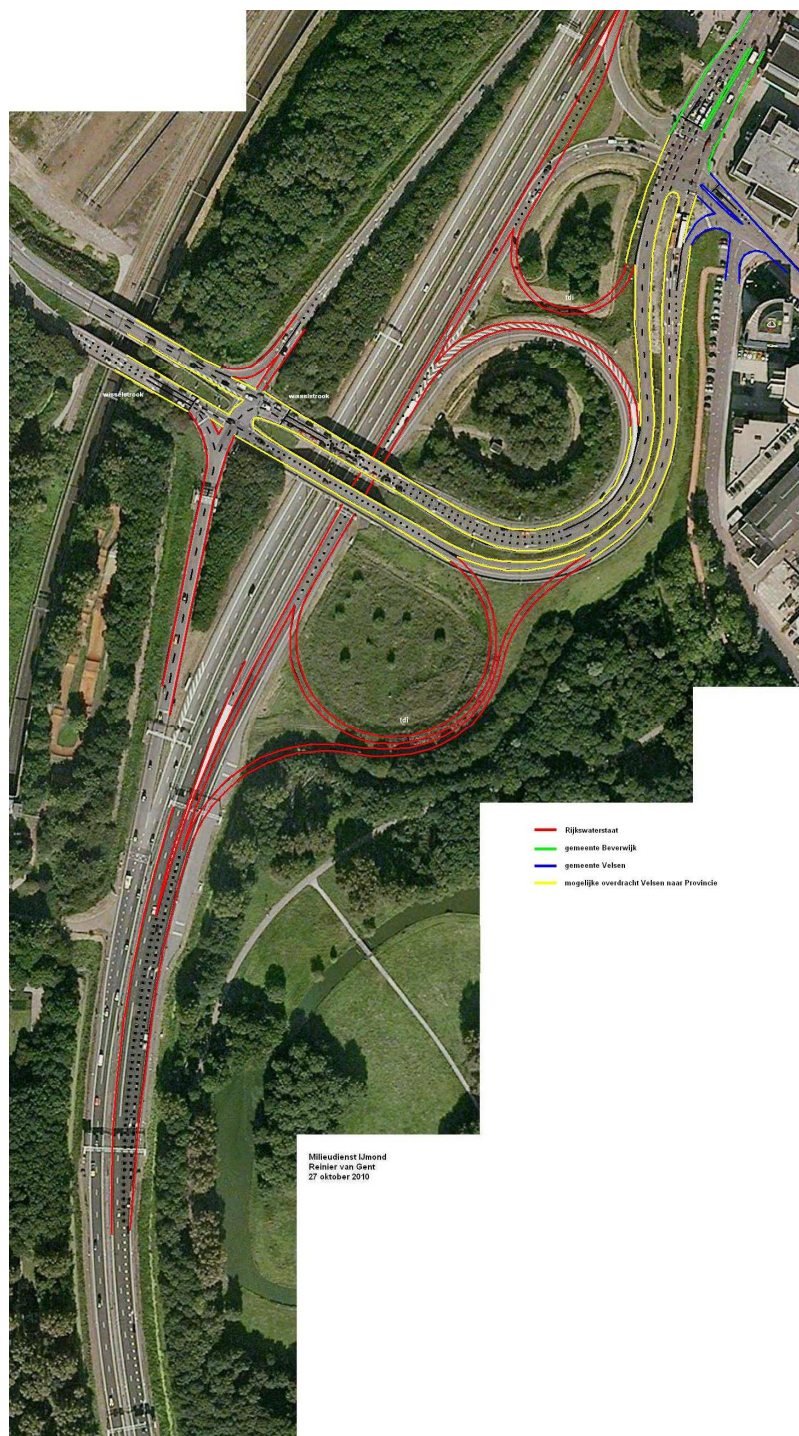 tdi
wisselstrook
wisselstrook
tdi
Rijkswaterstaat
gemeente Beverwijk
gemeente Velsen
mogelijke overdracht Velsen naar Provincie
Milieudienst IJmond
Reinier van Gent
27 oktober 2010